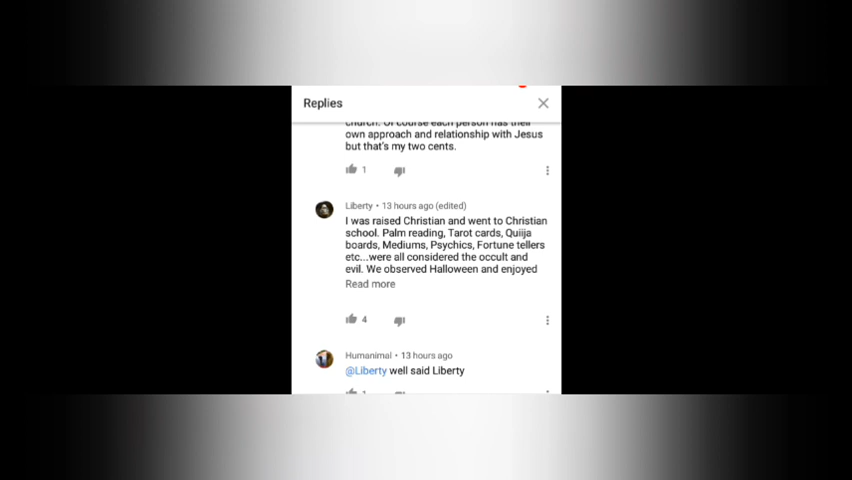 Replies
church. Of course each person has their
own approach and relationship with Jesus
but that's my two cents.
1
Liberty • 13 hours ago (edited)
I was raised Christian and went to Christian
school. Palm reading, Tarot cards, Quiija
boards, Mediums, Psychics, Fortune tellers
etc...were all considered the occult and
evil. We observed Halloween and enjoyed
Read more
4
Humanimal • 13 hours ago
@Liberty well said Liberty
1